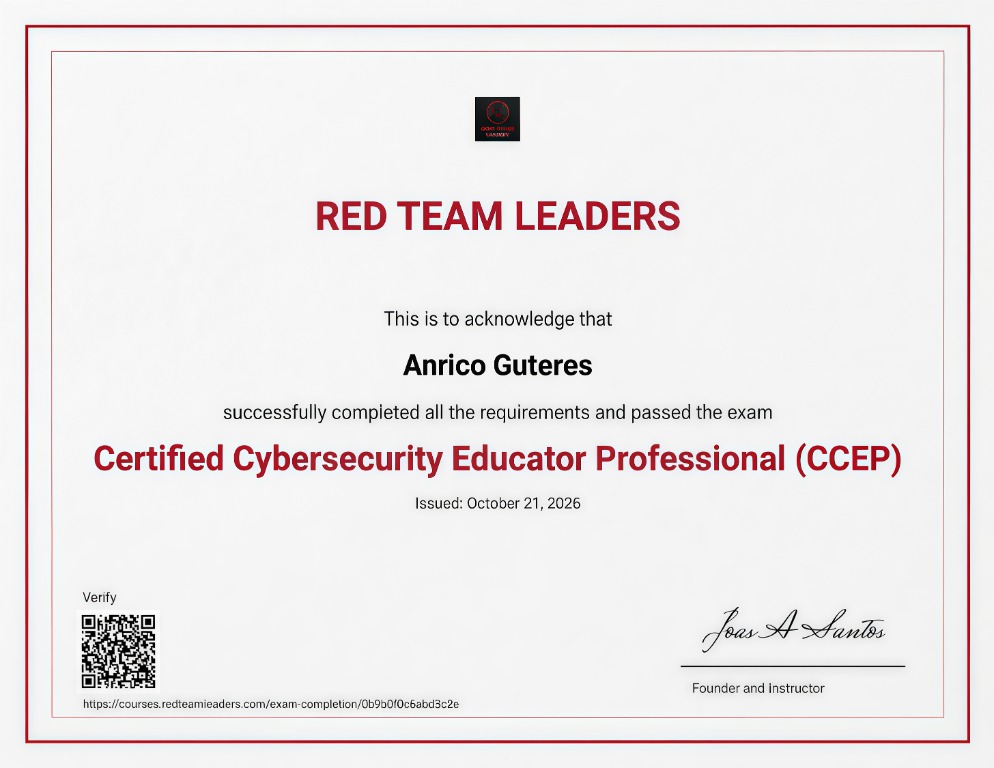 RED TEAM LEADERS
This is to acknowledge that
Anrico Guteres
successfully completed all the requirements and passed the exam
Certified Cybersecurity Educator Professional (CCEP)
Issued: October 21, 2026
Verify
https://courses.redteamieaders.com/exam-completion/0b9b0f0c6abd3c2e
Joas A Santos
Founder and Instructor